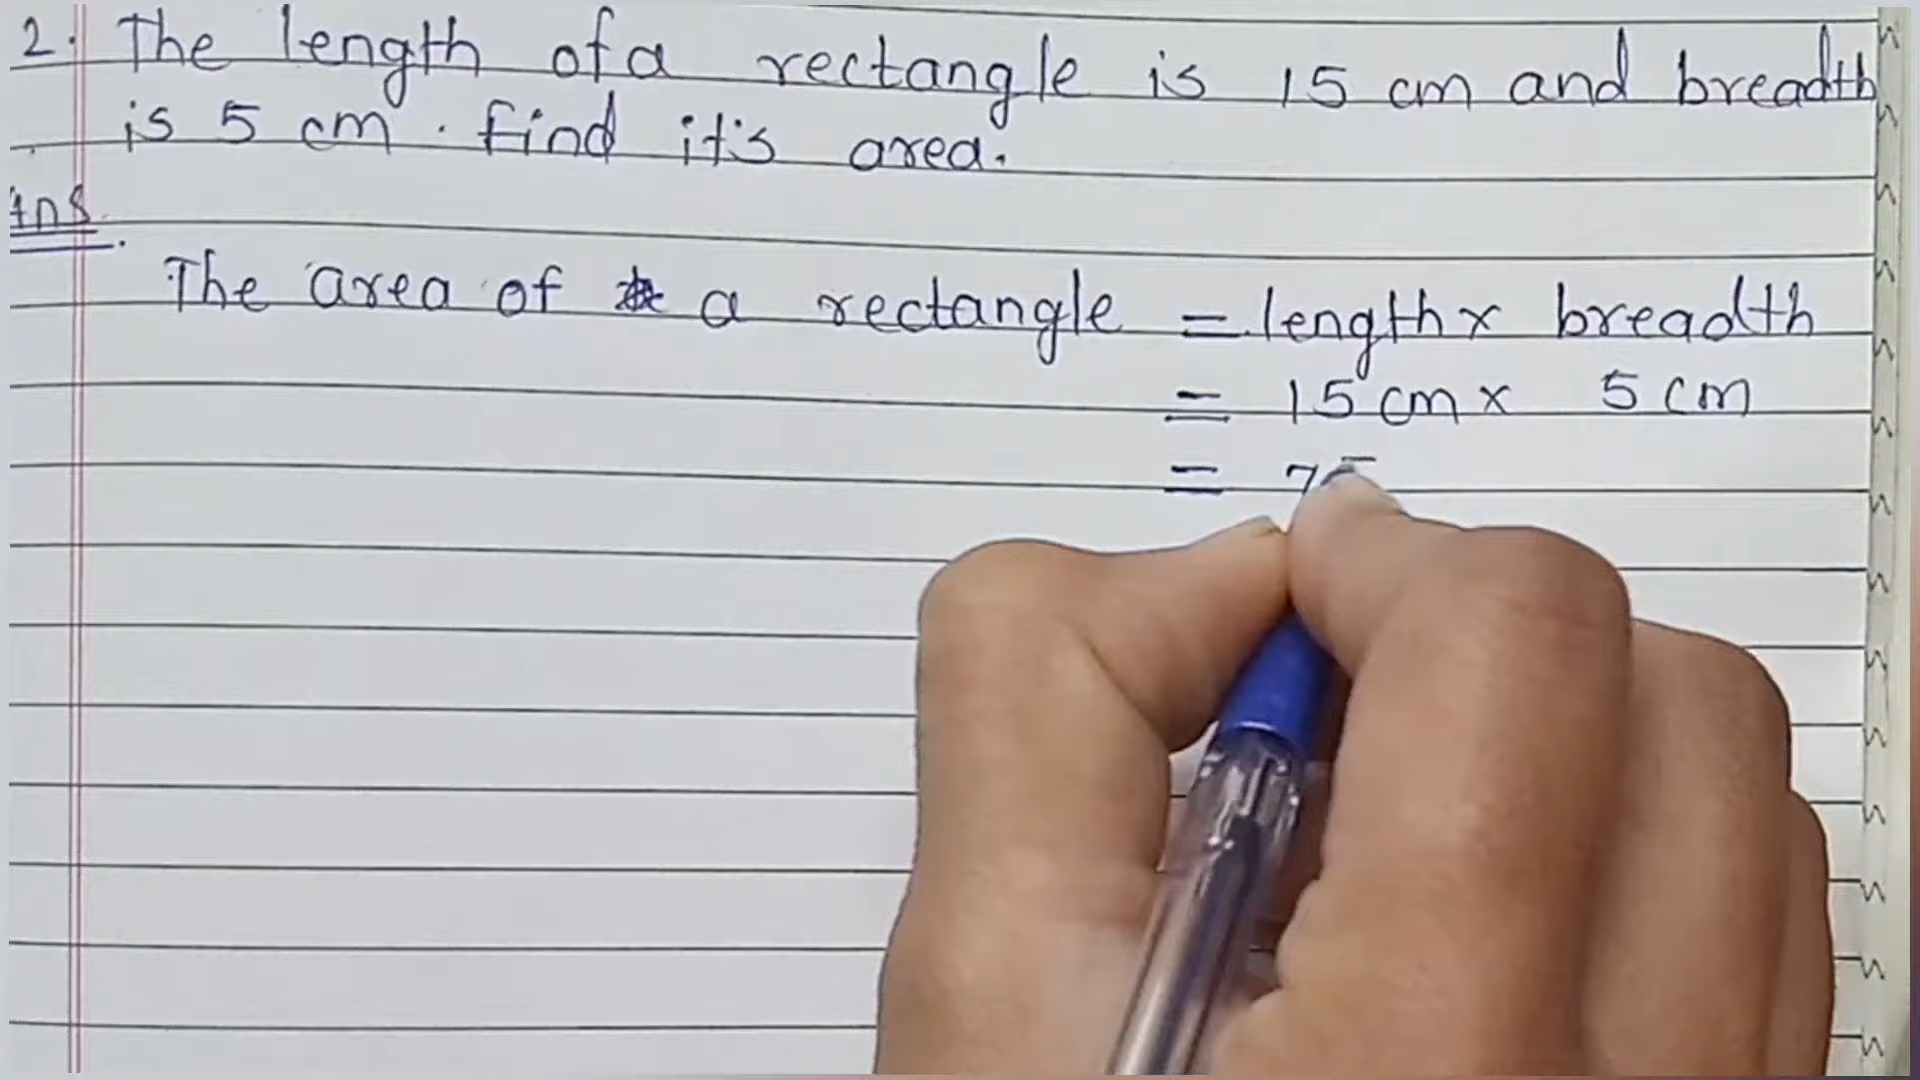 2. The length of a rectangle is 15 cm and breadth
is 5 cm. find it's area.
Ans.
The area of a rectangle = length x breadth
= 15 cm x 5 cm
= 75